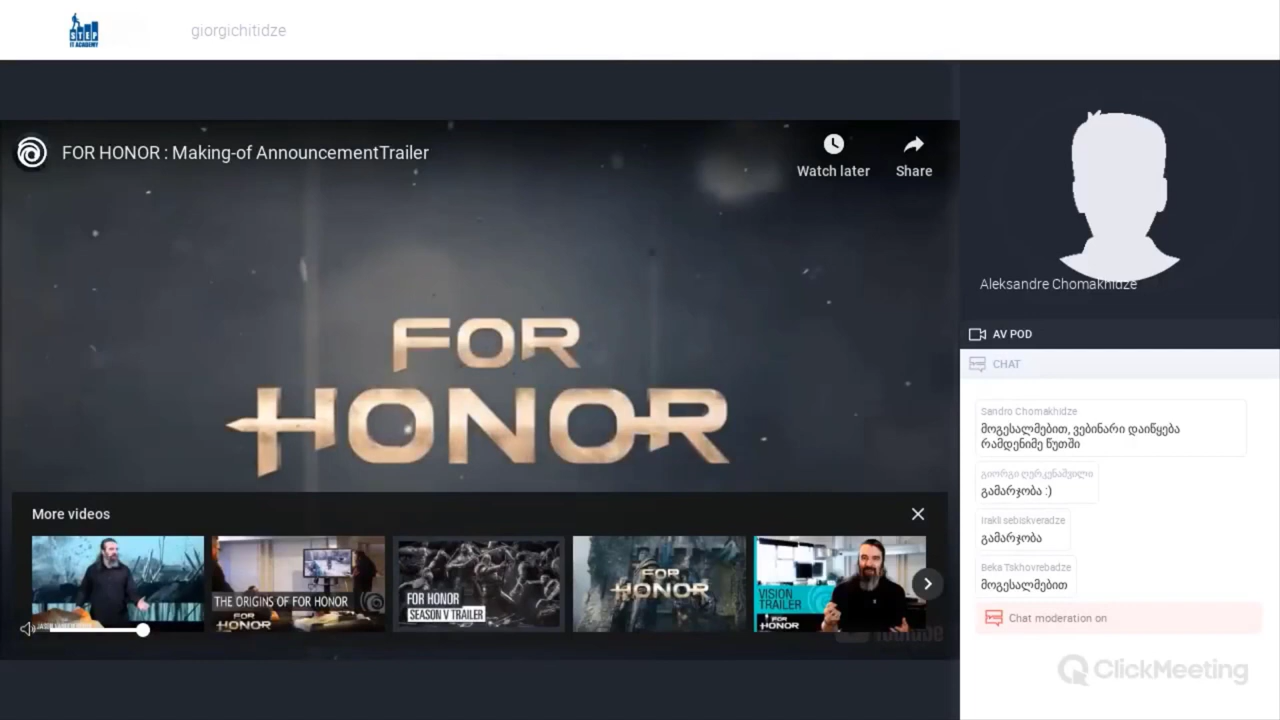 STEP
IT ACADEMY
giorgichitidze
FOR HONOR : Making-of AnnouncementTrailer
Watch later
Share
FOR
HONOR
More videos
THE ORIGINS OF FOR HONOR
FOR
HONOR
FOR HONOR
SEASON V TRAILER
FOR
HONOR
VISION
TRAILER
FOR
HONOR
YouTube
Aleksandre Chomakhidze
AV POD
CHAT
Sandro Chomakhidze
მოგესალმებით, ვებინარი დაიწყება
რამდენიმე წუთში
გიორგი ღურკუნაშვილი
გამარჯობა :)
Irakli sebiskveradze
გამარჯობა
Beka Tskhovrebadze
მოგესალმებით
Chat moderation on
ClickMeeting